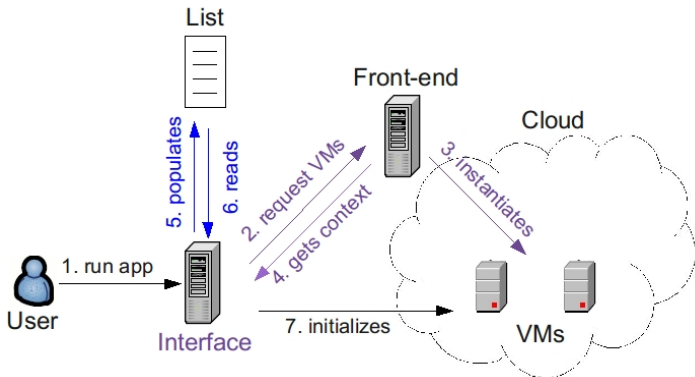 List
Front-end
Cloud
5. populates
6. reads
2. request VMs
3. instantiates
4. gets context
1. run app
User
Interface
7. initializes
VMs